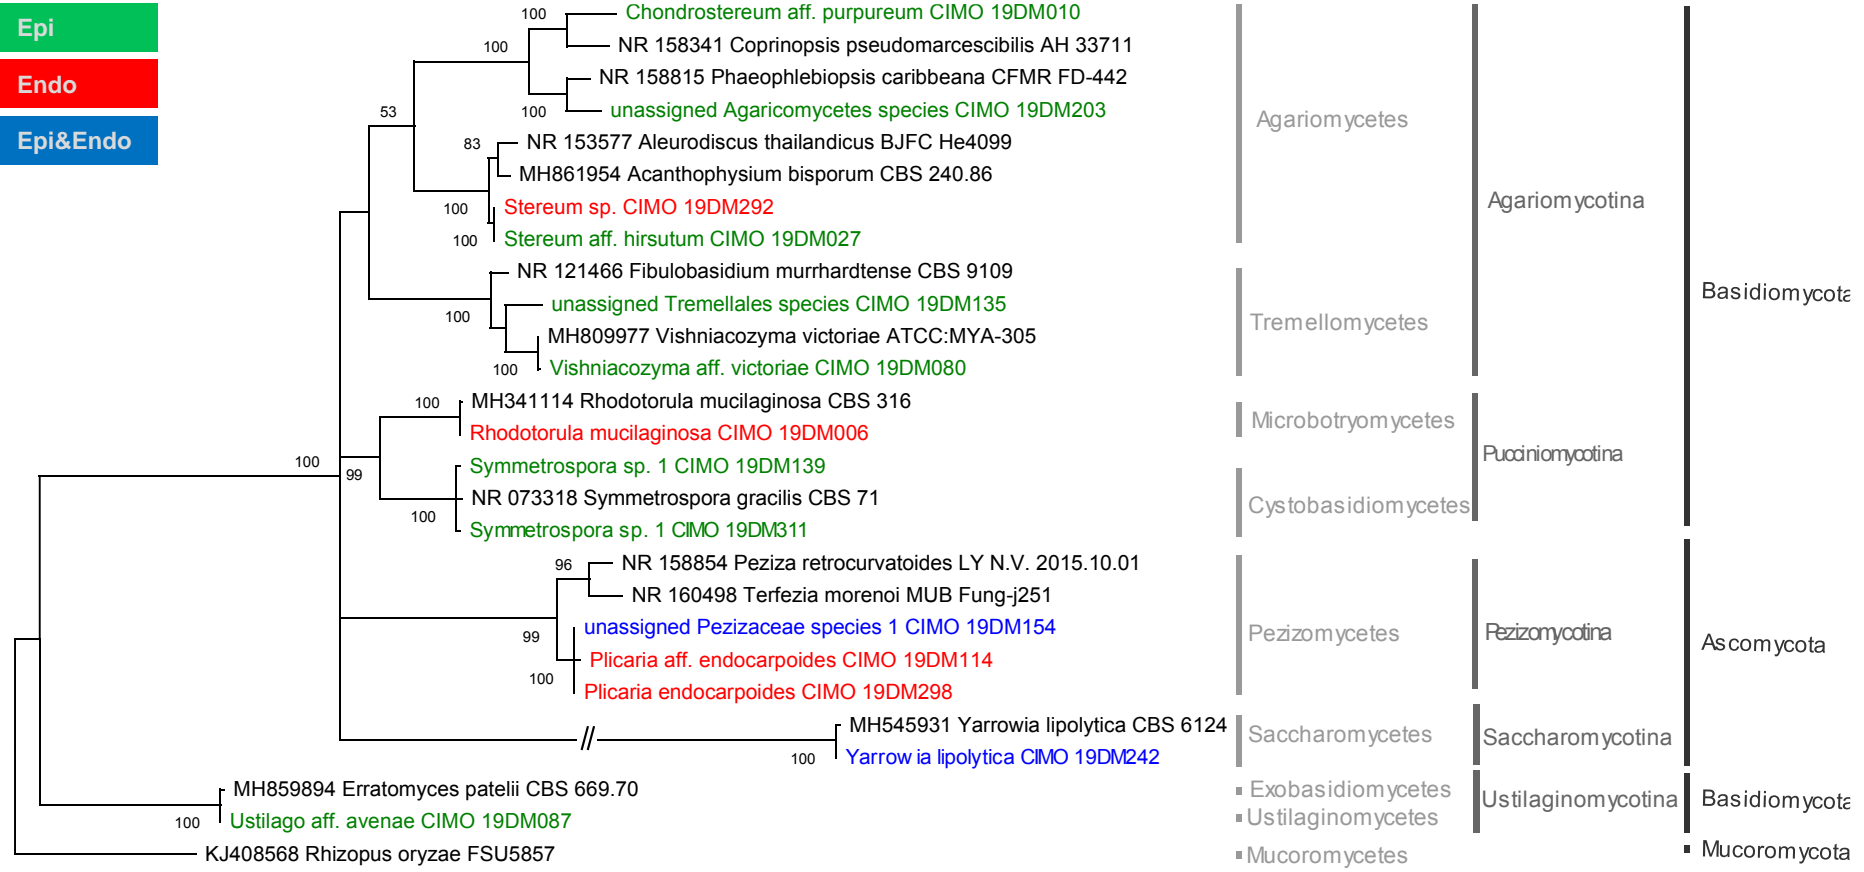 Epi
Endo
Epi&Endo
100 Chondrostereum aff. purpureum CIMO 19DM010
100 NR 158341 Coprinopsis pseudomarcescibilis AH 33711
NR 158815 Phaeophlebiopsis caribbeana CFMR FD-442
53 100 unassigned Agaricomycetes species CIMO 19DM203
Agariomycetes
83 NR 153577 Aleurodiscus thailandicus BJFC He4099
MH861954 Acanthophysium bisporum CBS 240.86
100 Stereum sp. CIMO 19DM292
Agariomycotina
100 Stereum aff. hirsutum CIMO 19DM027
NR 121466 Fibulobasidium murrhardtense CBS 9109
Basidiomycota
unassigned Tremellales species CIMO 19DM135
100
Tremellomycetes
MH809977 Vishniacozyma victoriae ATCC:MYA-305
100 Vishniacozyma aff. victoriae CIMO 19DM080
100 MH341114 Rhodotorula mucilaginosa CBS 316
Microbotryomycetes
Rhodotorula mucilaginosa CIMO 19DM006
Pucciniomycotina
100 Symmetrospora sp. 1 CIMO 19DM139
99
NR 073318 Symmetrospora gracilis CBS 71
Cystobasidiomycetes
100 Symmetrospora sp. 1 CIMO 19DM311
96 NR 158854 Peziza retrocurvatoides LY N.V. 2015.10.01
NR 160498 Terfezia morenoi MUB Fung-j251
99 unassigned Pezizaceae species 1 CIMO 19DM154
Pezizomycetes
Pezizomycotina
Ascomycota
Plicaria aff. endocarpoides CIMO 19DM114
100 Plicaria endocarpoides CIMO 19DM298
MH545931 Yarrowia lipolytica CBS 6124
Saccharomycetes
Saccharomycotina
100 Yarrowia lipolytica CIMO 19DM242
MH859894 Erratomyces patelii CBS 669.70
Exobasidiomycetes
Ustilaginomycotina
Basidiomycota
100 Ustilago aff. avenae CIMO 19DM087
Ustilaginomycetes
KJ408568 Rhizopus oryzae FSU5857
Mucoromycetes
Mucoromycota